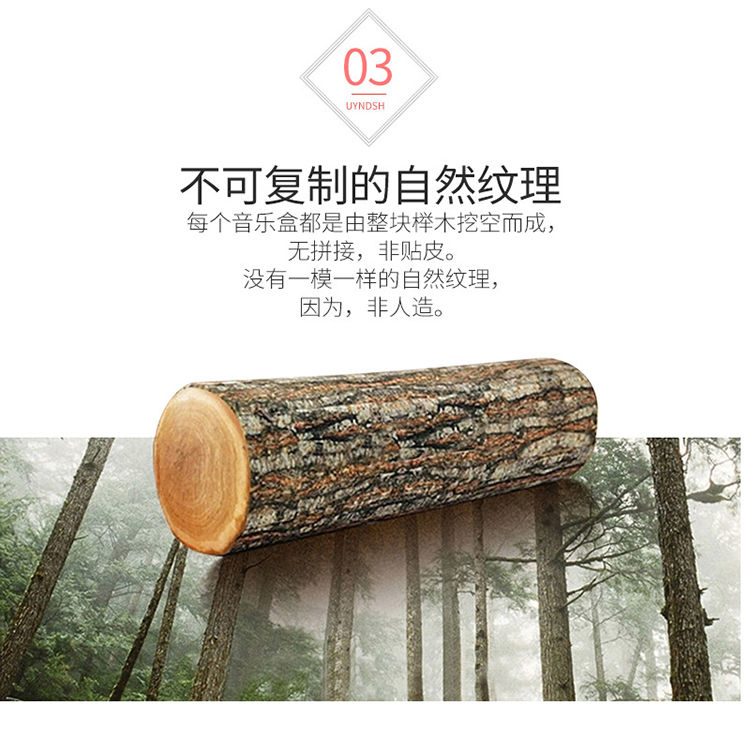 03
UYNDSH
不可复制的自然纹理
每个音乐盒都是由整块榉木挖空而成，
无拼接，非贴皮。
没有一模一样的自然纹理，
因为，非人造。